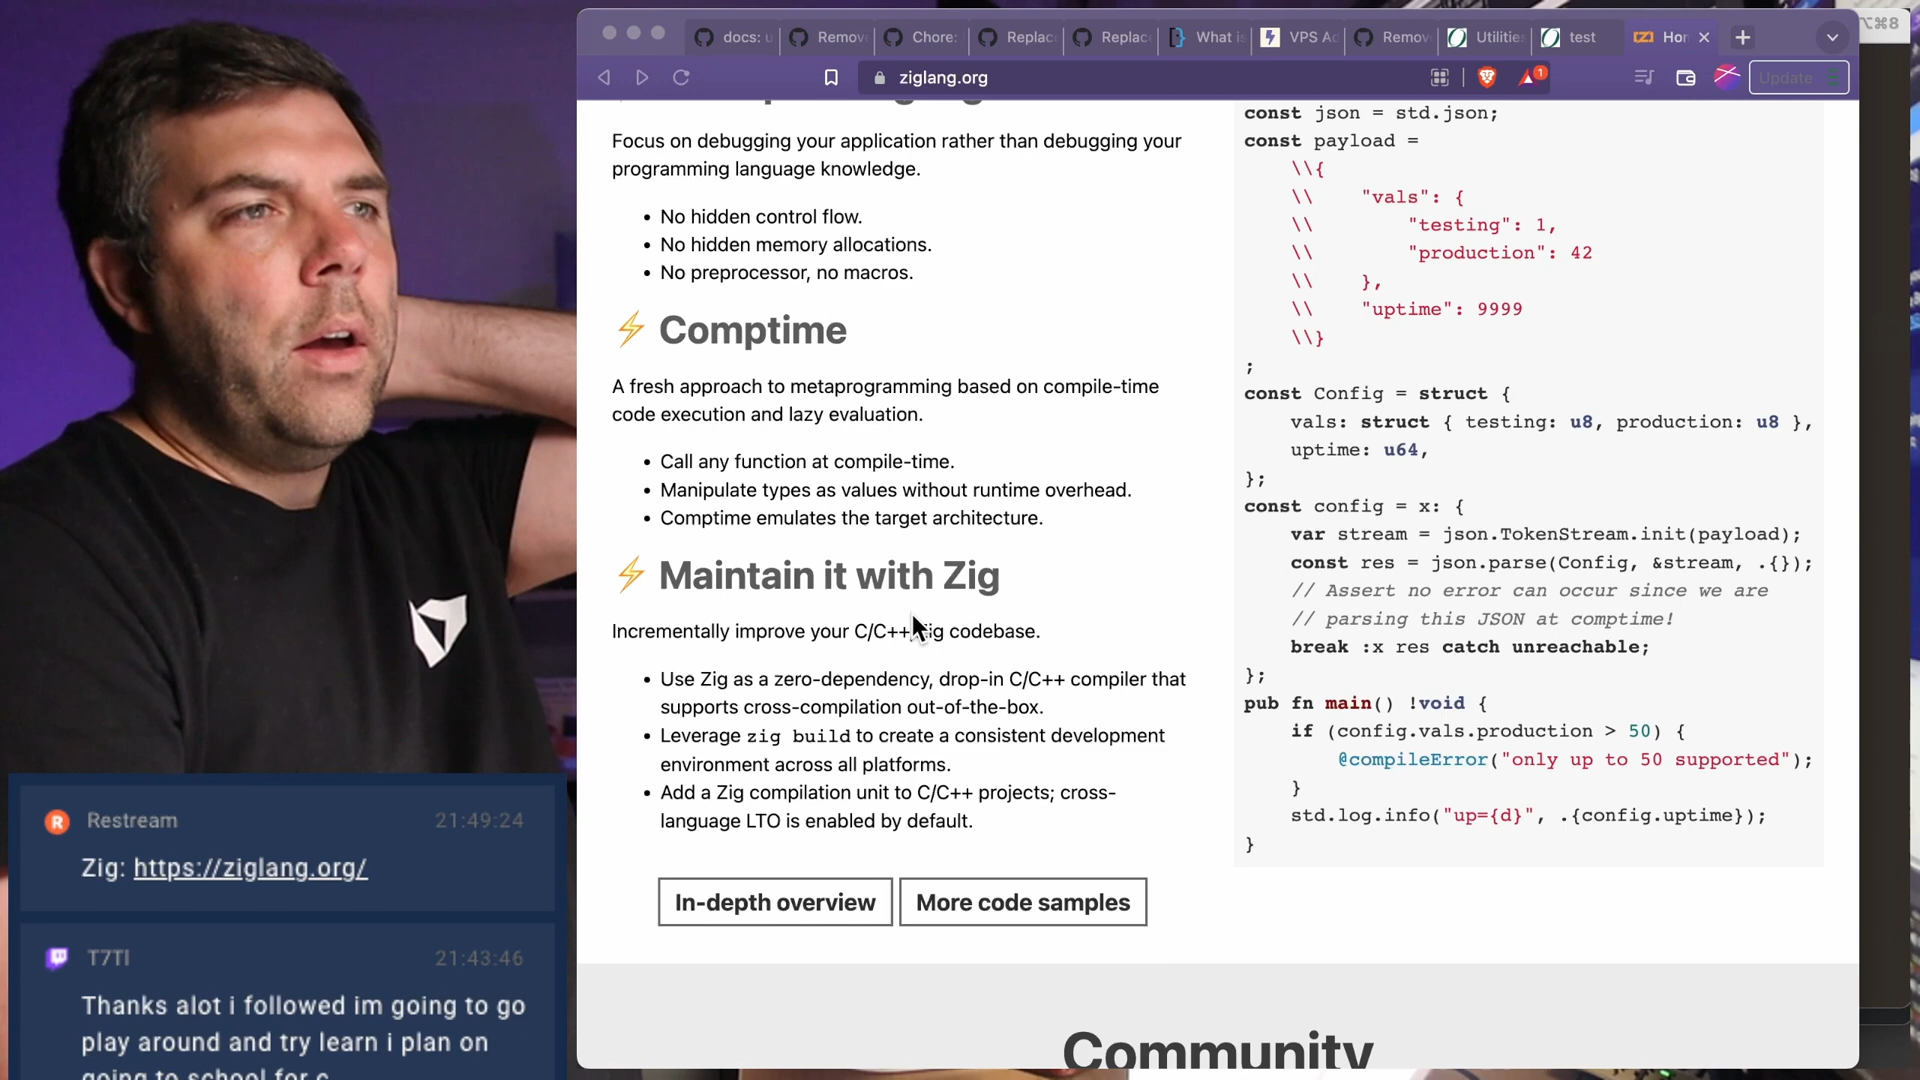 docs: u
Remov
Chore:
Replac
Replac
What i
VPS Ad
Remov
Utilities
test
Hor
⌥⌘8
ziglang.org
1
Update
Focus on debugging your application rather than debugging your
programming language knowledge.
• No hidden control flow.
• No hidden memory allocations.
• No preprocessor, no macros.
⚡ Comptime
A fresh approach to metaprogramming based on compile-time
code execution and lazy evaluation.
• Call any function at compile-time.
• Manipulate types as values without runtime overhead.
• Comptime emulates the target architecture.
⚡ Maintain it with Zig
Incrementally improve your C/C++/Zig codebase.
• Use Zig as a zero-dependency, drop-in C/C++ compiler that
supports cross-compilation out-of-the-box.
• Leverage zig build to create a consistent development
environment across all platforms.
• Add a Zig compilation unit to C/C++ projects; cross-
language LTO is enabled by default.
In-depth overview
More code samples
const json = std.json;
const payload =
    \\{
    \\    "vals": {
    \\        "testing": 1,
    \\        "production": 42
    \\    },
    \\    "uptime": 9999
    \\}
;
const Config = struct {
    vals: struct { testing: u8, production: u8 },
    uptime: u64,
};
const config = x: {
    var stream = json.TokenStream.init(payload);
    const res = json.parse(Config, &stream, .{});
    // Assert no error can occur since we are
    // parsing this JSON at comptime!
    break :x res catch unreachable;
};
pub fn main() !void {
    if (config.vals.production > 50) {
        @compileError("only up to 50 supported");
    }
    std.log.info("up={d}", .{config.uptime});
}
Community
Restream 21:49:24
Zig: https://ziglang.org/
T7Tl 21:43:46
Thanks alot i followed im going to go
play around and try learn i plan on
going to school for c